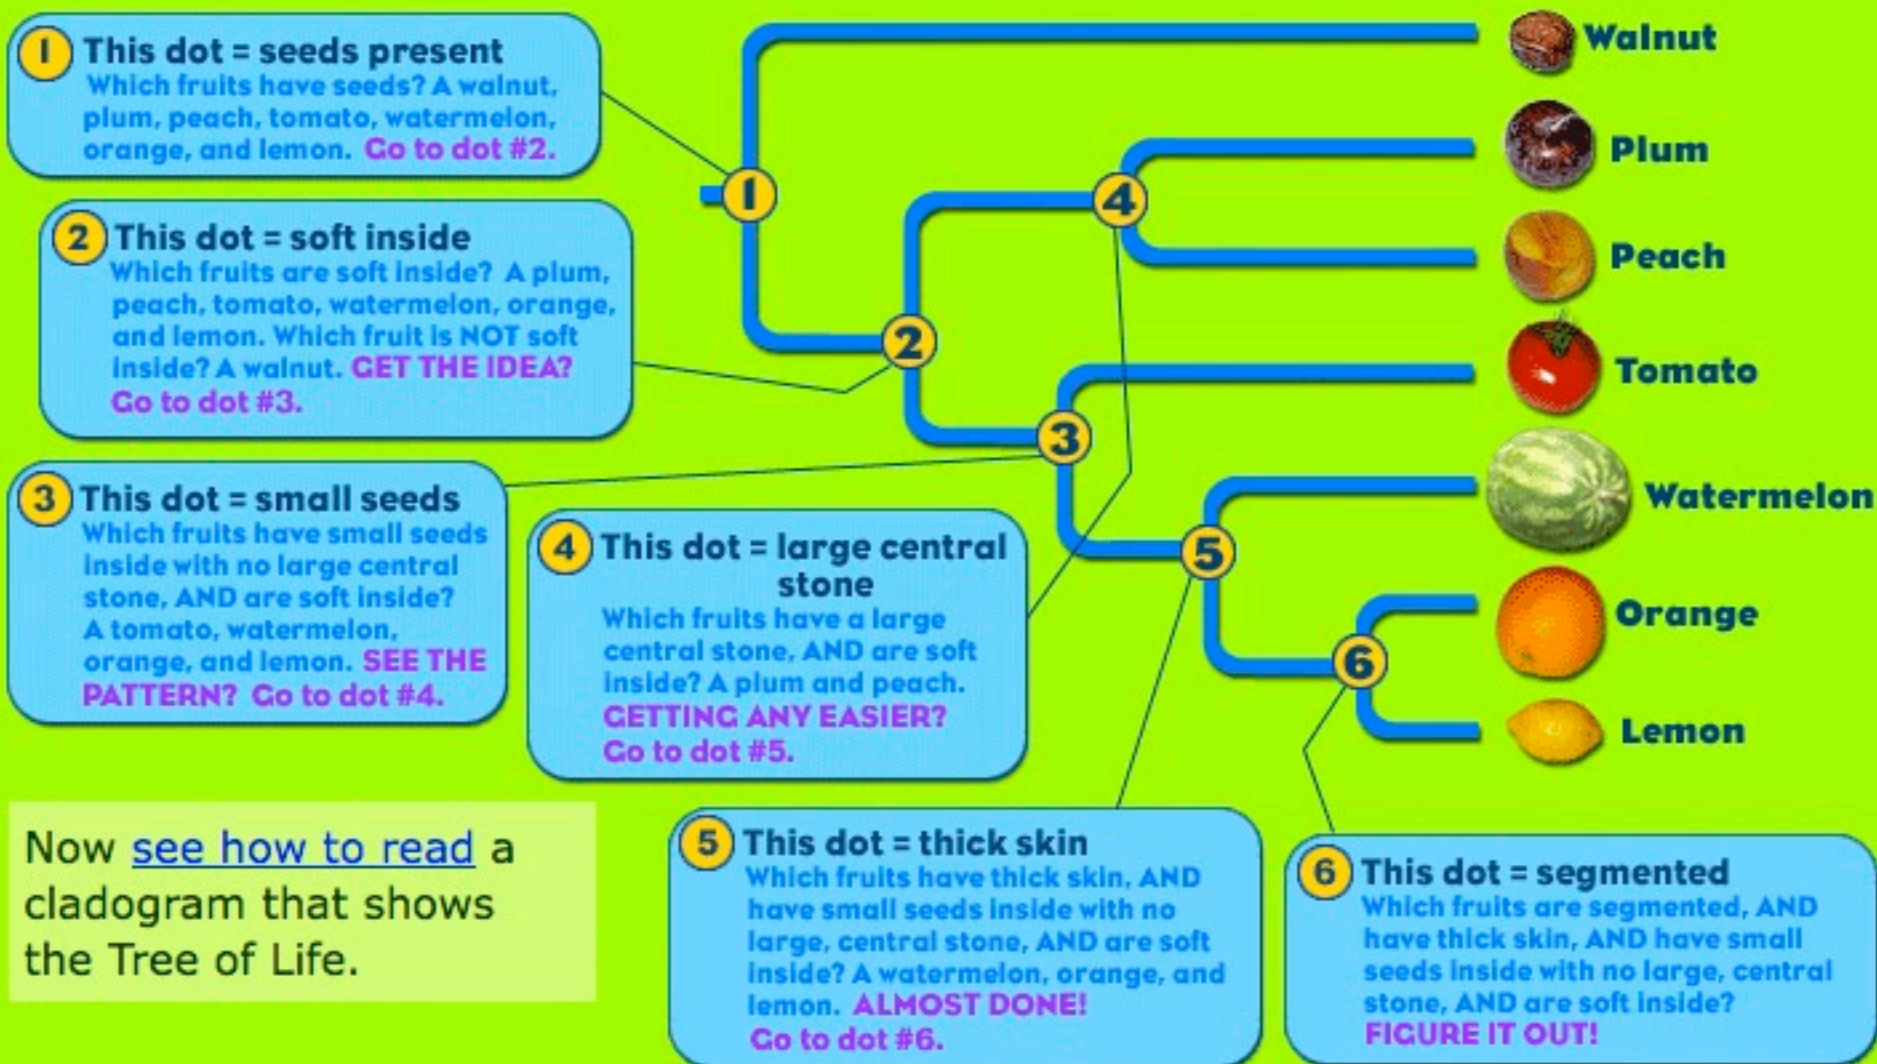 1 This dot = seeds present
Which fruits have seeds? A walnut,
plum, peach, tomato, watermelon,
orange, and lemon. Go to dot #2.
2 This dot = soft inside
Which fruits are soft inside? A plum,
peach, tomato, watermelon, orange,
and lemon. Which fruit is NOT soft
inside? A walnut. GET THE IDEA?
Go to dot #3.
3 This dot = small seeds
Which fruits have small seeds
inside with no large central
stone, AND are soft inside?
A tomato, watermelon,
orange, and lemon. SEE THE
PATTERN? Go to dot #4.
4 This dot = large central
stone
Which fruits have a large
central stone, AND are soft
inside? A plum and peach.
GETTING ANY EASIER?
Go to dot #5.
5 This dot = thick skin
Which fruits have thick skin, AND
have small seeds inside with no
large, central stone, AND are soft
inside? A watermelon, orange, and
lemon. ALMOST DONE!
Go to dot #6.
6 This dot = segmented
Which fruits are segmented, AND
have thick skin, AND have small
seeds inside with no large, central
stone, AND are soft inside?
FIGURE IT OUT!
1
2
3
4
5
6
Walnut
Plum
Peach
Tomato
Watermelon
Orange
Lemon
Now see how to read a
cladogram that shows
the Tree of Life.